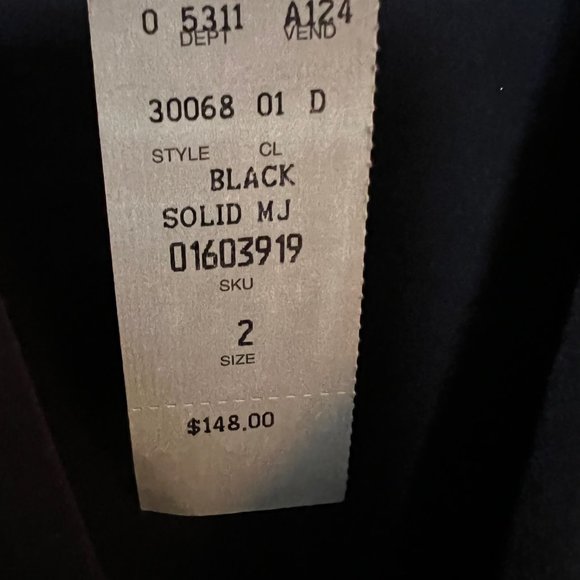 0 5311 A124
DEPT VEND
30068 01 D
STYLE CL
BLACK
SOLID MJ
01603919
SKU
2
SIZE
$148.00